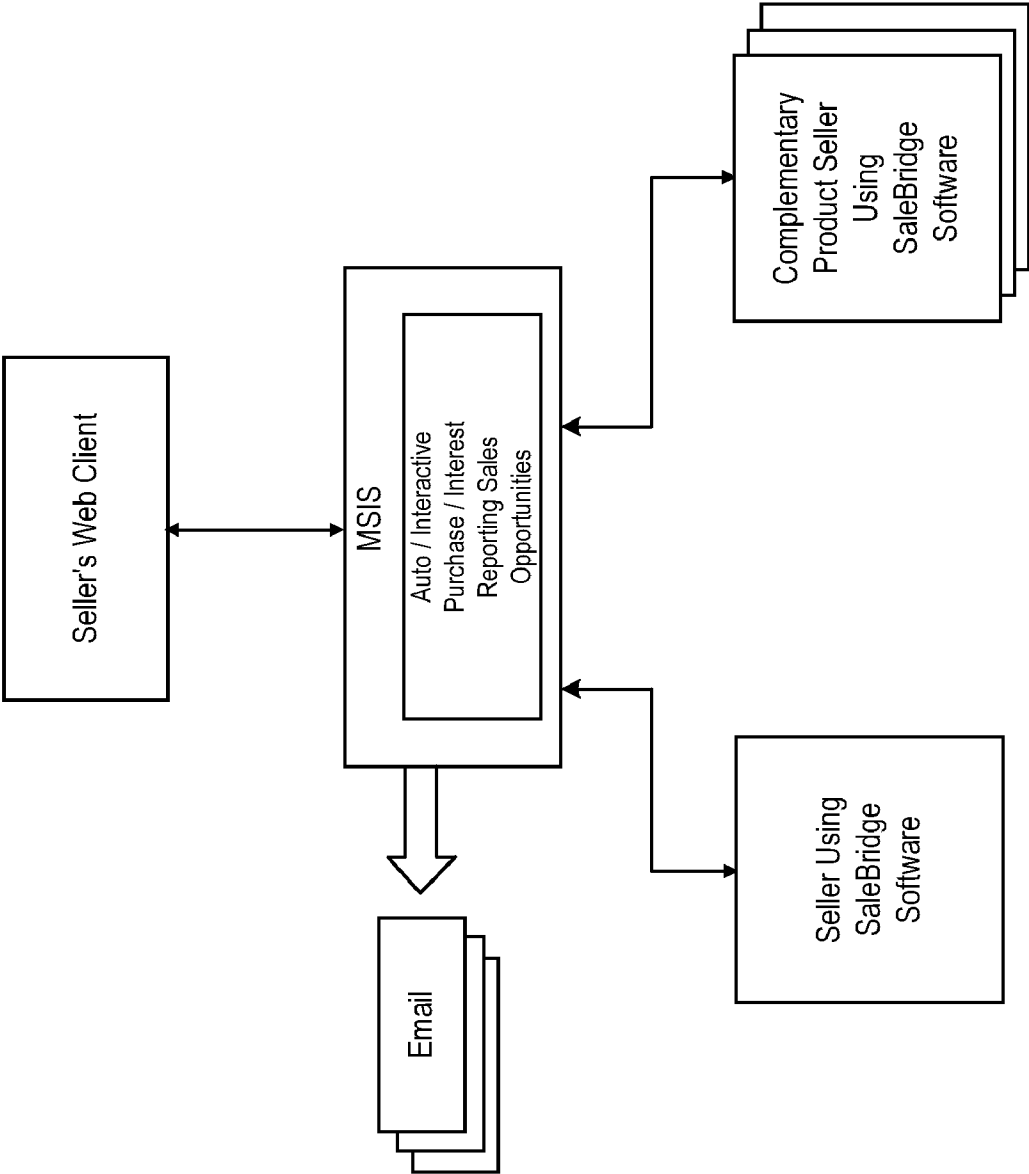 Seller's Web Client
MSIS
Auto / Interactive
Purchase / Interest
Reporting Sales
Opportunities
Email
Seller Using
SaleBridge
Software
Complementary
Product Seller
Using
SaleBridge
Software